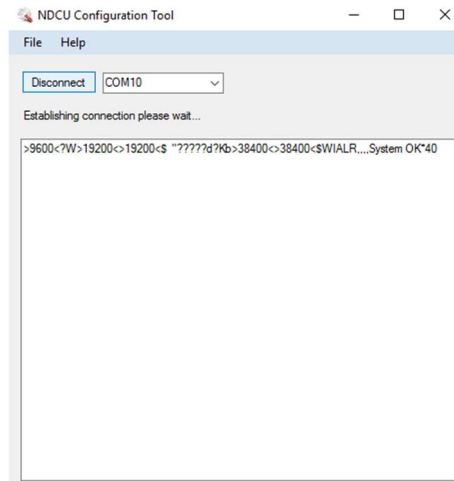 NDCU Configuration Tool
File Help
Disconnect COM10
Establishing connection please wait...
>9600<?W>19200<>19200<$ "?????d?Kb>38400<>38400<$WIALR,,,,System OK*40